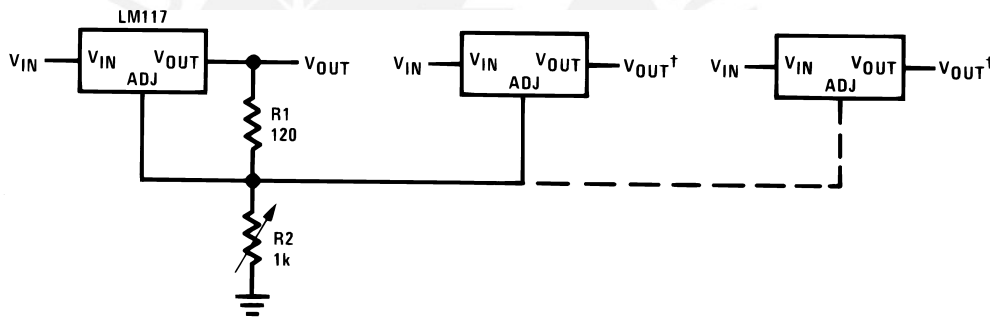 LM117
VIN VIN VOUT VOUT
ADJ
R1
120
R2
1k
VIN VIN VOUT VOUT†
ADJ
VIN VIN VOUT VOUT†
ADJ